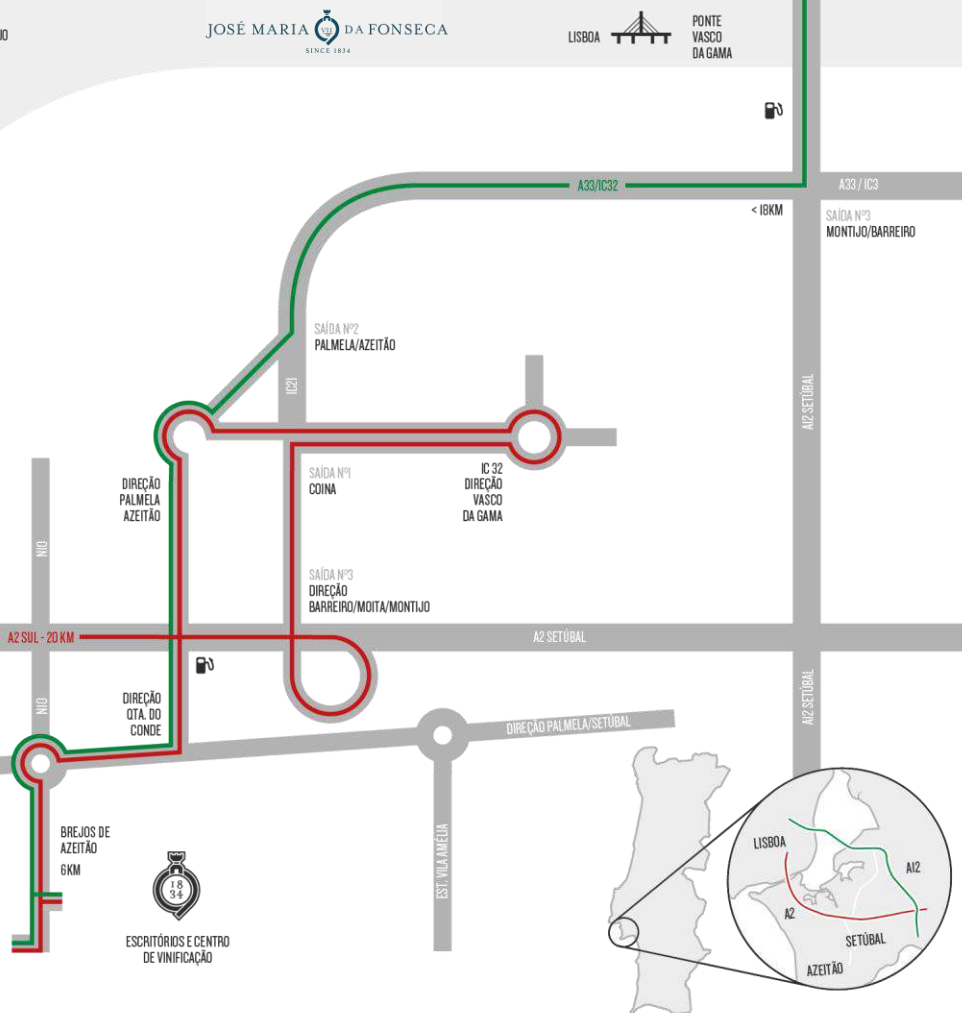 JOSÉ MARIA VII DA FONSECA
SINCE 1834
LISBOA
PONTE
VASCO
DA GAMA
A33/IC32
A33 / IC3
< 18KM
SAÍDA Nº3
MONTIJO/BARREIRO
SAÍDA Nº2
PALMELA/AZEITÃO
IC21
A12 SETÚBAL
SAÍDA Nº1
COINA
IC 32
DIREÇÃO
VASCO
DA GAMA
DIREÇÃO
PALMELA
AZEITÃO
N10
SAÍDA Nº3
DIREÇÃO
BARREIRO/MOITA/MONTIJO
A2 SUL - 20 KM
A2 SETÚBAL
N10
DIREÇÃO
QTA. DO
CONDE
A12 SETÚBAL
DIREÇÃO PALMELA/SETÚBAL
BREJOS DE
AZEITÃO
6KM
EST. VILA AMÉLIA
18
34
ESCRITÓRIOS E CENTRO
DE VINIFICAÇÃO
LISBOA
A12
A2
SETÚBAL
AZEITÃO